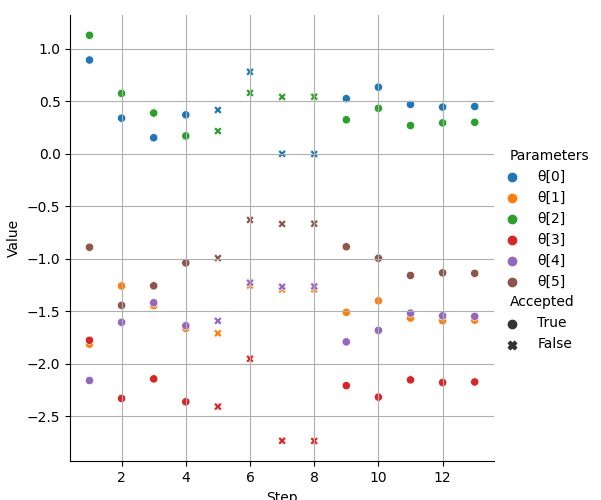 1.0
0.5
0.0
−0.5
−1.0
−1.5
−2.0
−2.5
Value
2 4 6 8 10 12
Step
Parameters
θ[0]
θ[1]
θ[2]
θ[3]
θ[4]
θ[5]
Accepted
True
False